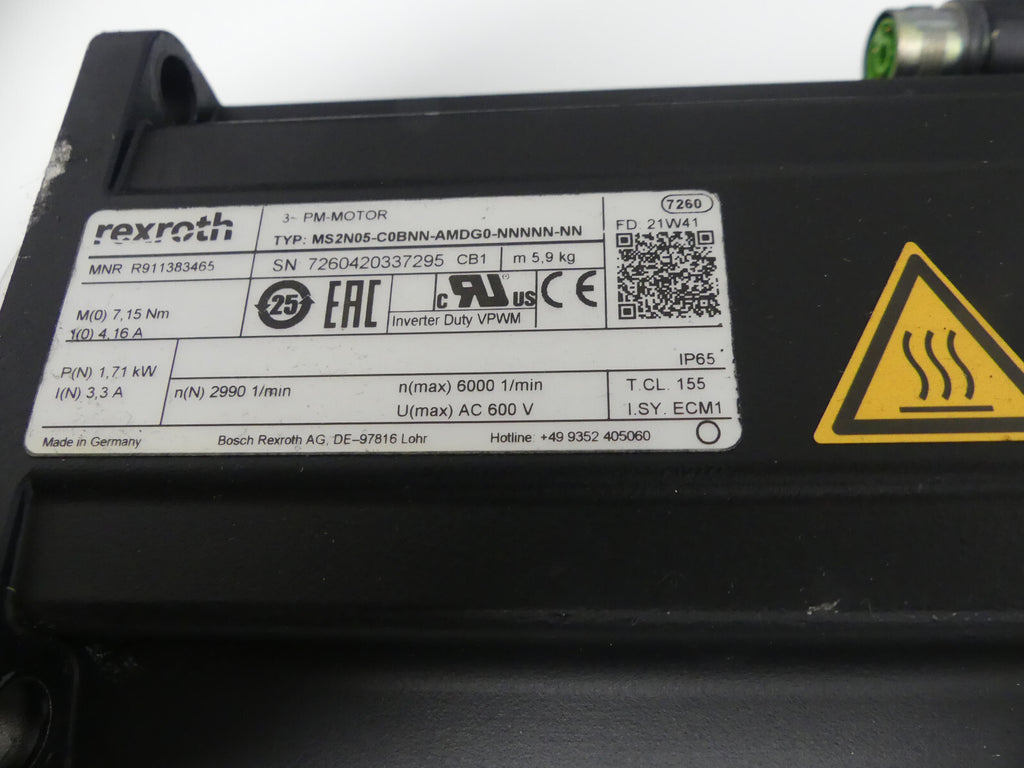 rexroth
3~ PM-MOTOR
7260
TYP: MS2N05-C0BNN-AMDG0-NNNNN-NN
FD: 21W41
MNR R911383465
SN 7260420337295 CB1
m 5,9 kg
25
EAC
c RU ® US
CE
M(0) 7,15 Nm
I(0) 4,16 A
Inverter Duty VPWM
IP65
P(N) 1,71 kW
I(N) 3,3 A
n(N) 2990 1/min
n(max) 6000 1/min
U(max) AC 600 V
T.CL. 155
I.SY. ECM1
Made in Germany
Bosch Rexroth AG, DE-97816 Lohr
Hotline: +49 9352 405060